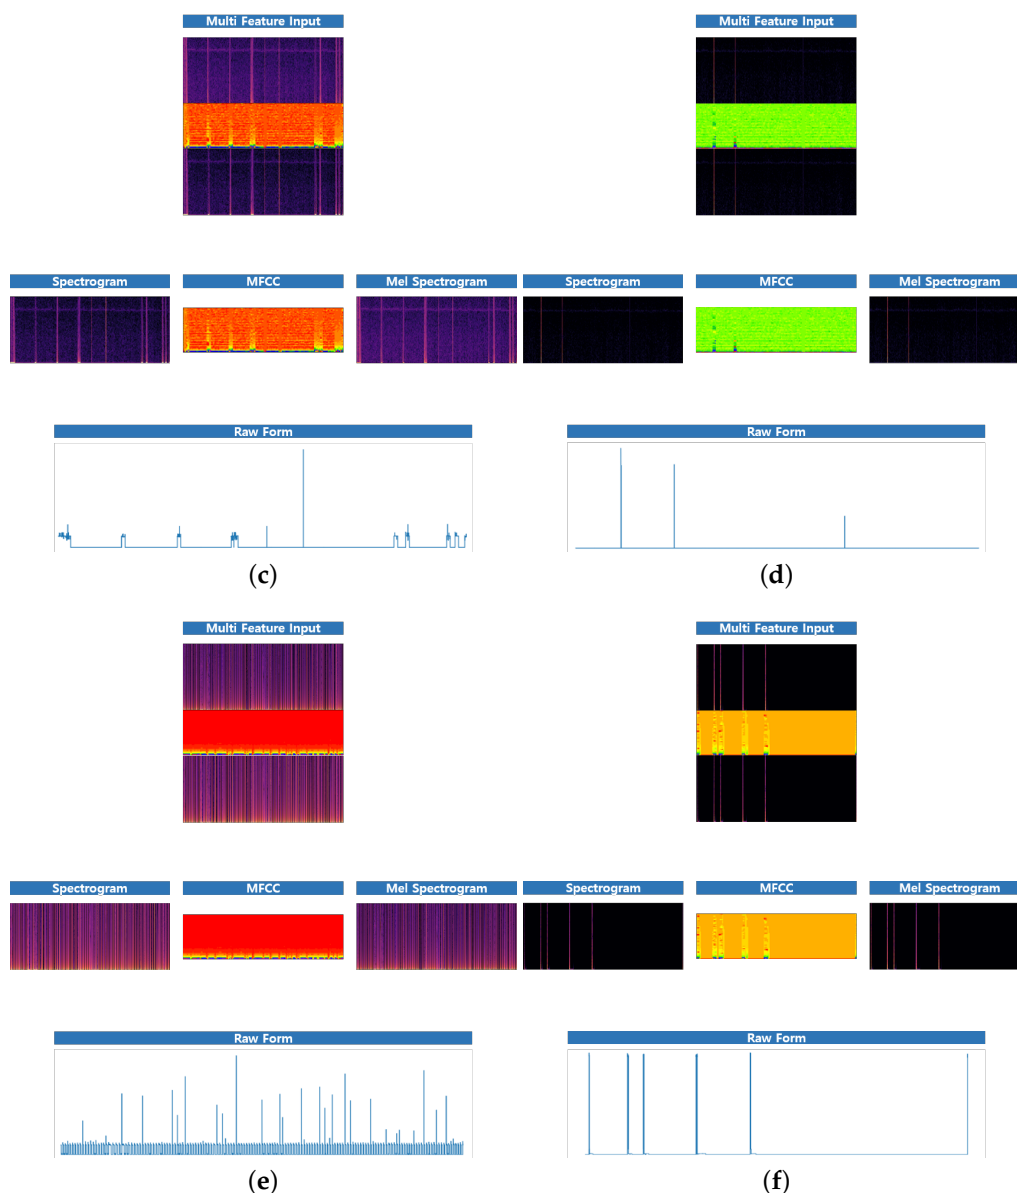 Multi Feature Input
Multi Feature Input
Spectrogram
MFCC
Mel Spectrogram
Spectrogram
MFCC
Mel Spectrogram
Raw Form
Raw Form
(c)
(d)
Multi Feature Input
Multi Feature Input
Spectrogram
MFCC
Mel Spectrogram
Spectrogram
MFCC
Mel Spectrogram
Raw Form
Raw Form
(e)
(f)